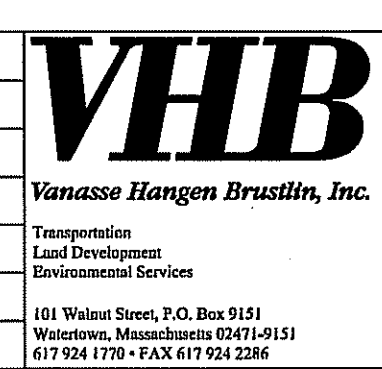 VHB
Vanasse Hangen Brustlin, Inc.
Transportation
Land Development
Environmental Services
101 Walnut Street, P.O. Box 9151
Watertown, Massachusetts 02471-9151
617 924 1770 • FAX 617 924 2286